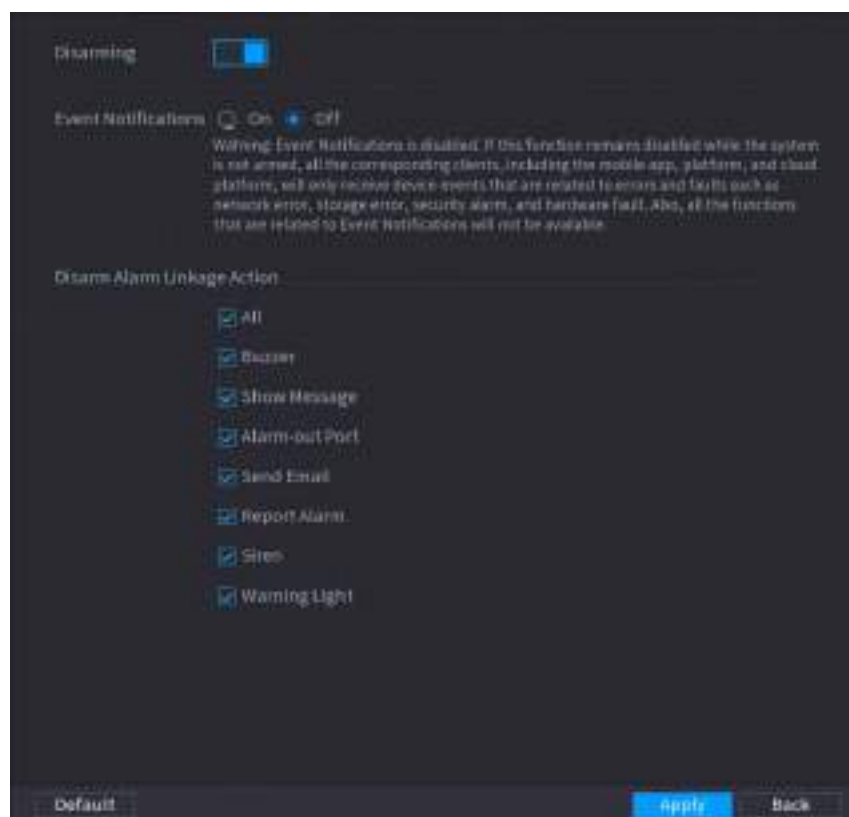 Disarming
Event Notifications On Off
Warning: Event Notifications is disabled. If this function remains disabled while the system
is not armed, all the corresponding clients, including the mobile app, platform, and cloud
platform, will only receive device events that are related to errors and faults such as
network error, storage error, security alarm, and hardware fault. Also, all the functions
that are related to Event Notifications will not be available.
Disarm Alarm Linkage Action
All
Buzzer
Show Message
Alarm-out Port
Send Email
Report Alarm
Siren
Warning Light
Default Apply Back